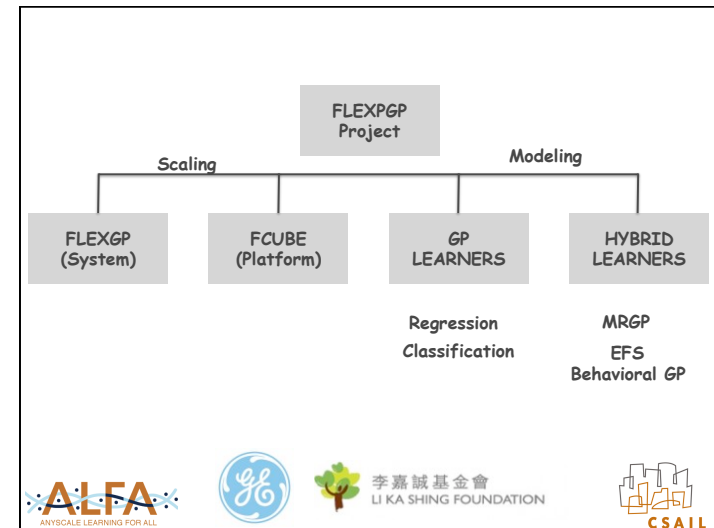 FLEXPGP
Project
Scaling
Modeling
FLEXGP
(System)
FCUBE
(Platform)
GP
LEARNERS
HYBRID
LEARNERS
Regression
Classification
MRGP
EFS
Behavioral GP
ALFA
ANYSCALE LEARNING FOR ALL
GE
李嘉誠基金會
LI KA SHING FOUNDATION
CSAIL